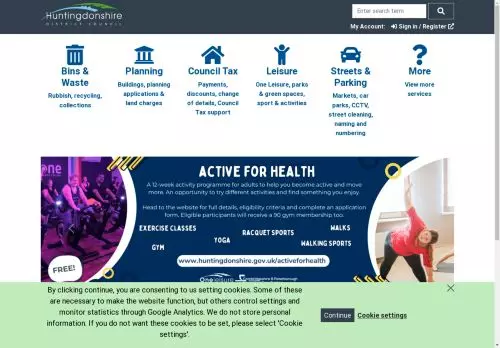 Huntingdonshire
DISTRICT COUNCIL
Enter search term
My Account: Sign in / Register
Bins &
Waste
Rubbish, recycling,
collections
Planning
Buildings, planning
applications &
land charges
Council Tax
Payments,
discounts, change
of details, Council
Tax support
Leisure
One Leisure, parks
& green spaces,
sport & activities
Streets &
Parking
Markets, car
parks, CCTV,
street cleaning,
naming and
numbering
More
View more
services
one
ACTIVE FOR HEALTH
A 12-week activity programme for adults to help you become active and move
more. An opportunity to try different activities and find something you enjoy.
Head to the website for full details, eligibility criteria and complete an application
form. Eligible participants will receive a 90 gym membership too.
EXERCISE CLASSES
RACQUET SPORTS
WALKS
GYM
YOGA
WALKING SPORTS
www.huntingdonshire.gov.uk/activeforhealth
FREE!
Oneleisure
By clicking continue, you are consenting to us setting cookies. Some of these
are necessary to make the website function, but others control settings and
monitor statistics through Google Analytics. We do not store personal
information. If you do not want these cookies to be set, please select 'Cookie
settings'.
Continue
Cookie settings